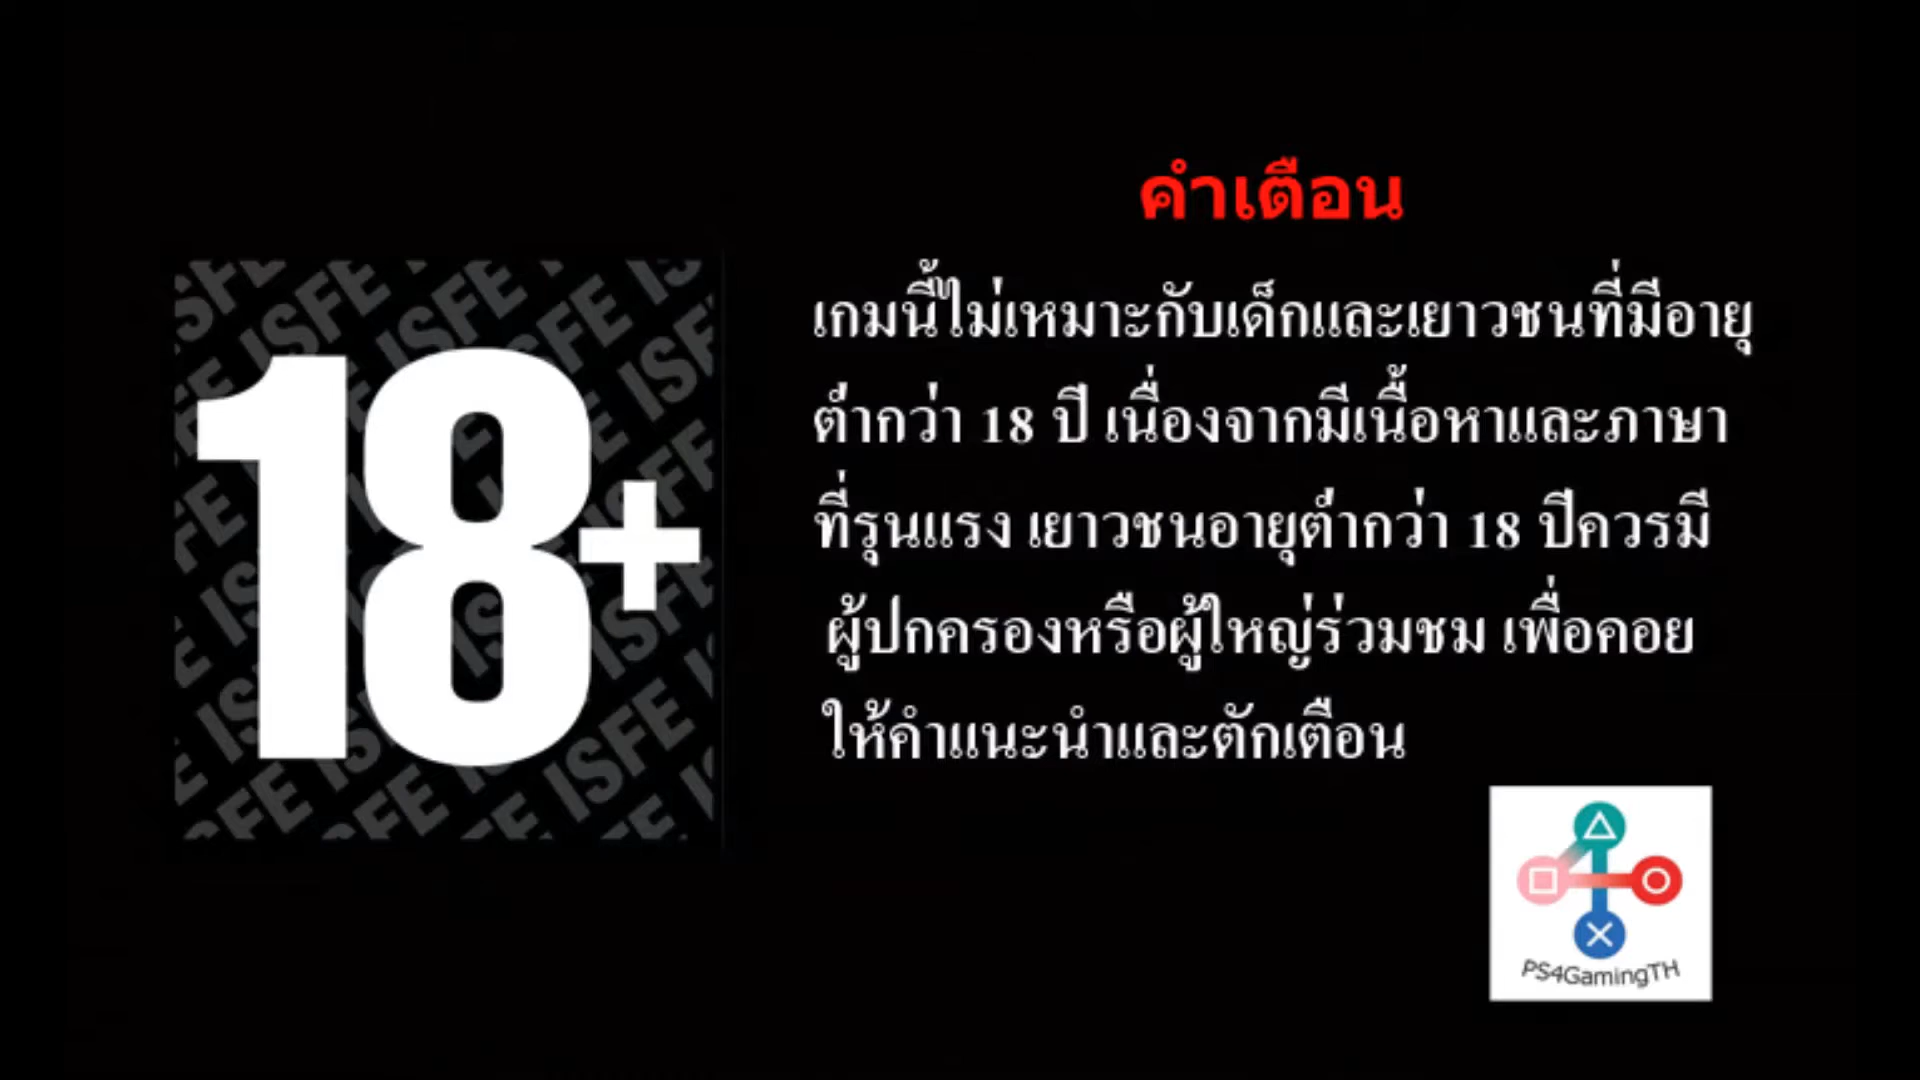 คำเตือน
เกมนี้ไม่เหมาะกับเด็กและเยาวชนที่มีอายุ
ต่ำกว่า 18 ปี เนื่องจากมีเนื้อหาและภาษา
ที่รุนแรง เยาวชนอายุต่ำกว่า 18 ปีควรมี
ผู้ปกครองหรือผู้ใหญ่ร่วมชม เพื่อคอย
ให้คำแนะนำและตักเตือน
18+
ISFE ISFE ISFE
PS4GamingTH